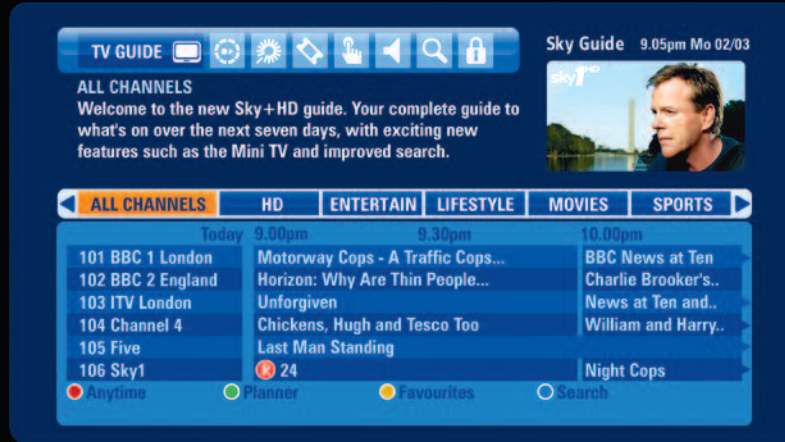 TV GUIDE
Sky Guide 9.05pm Mo 02/03
sky1 HD
ALL CHANNELS
Welcome to the new Sky+HD guide. Your complete guide to
what's on over the next seven days, with exciting new
features such as the Mini TV and improved search.
ALL CHANNELS HD ENTERTAIN LIFESTYLE MOVIES SPORTS
Today 9.00pm 9.30pm 10.00pm
101 BBC 1 London Motorway Cops - A Traffic Cops... BBC News at Ten
102 BBC 2 England Horizon: Why Are Thin People... Charlie Brooker's..
103 ITV London Unforgiven News at Ten and..
104 Channel 4 Chickens, Hugh and Tesco Too William and Harry..
105 Five Last Man Standing
106 Sky1 R 24 Night Cops
Anytime Planner Favourites Search